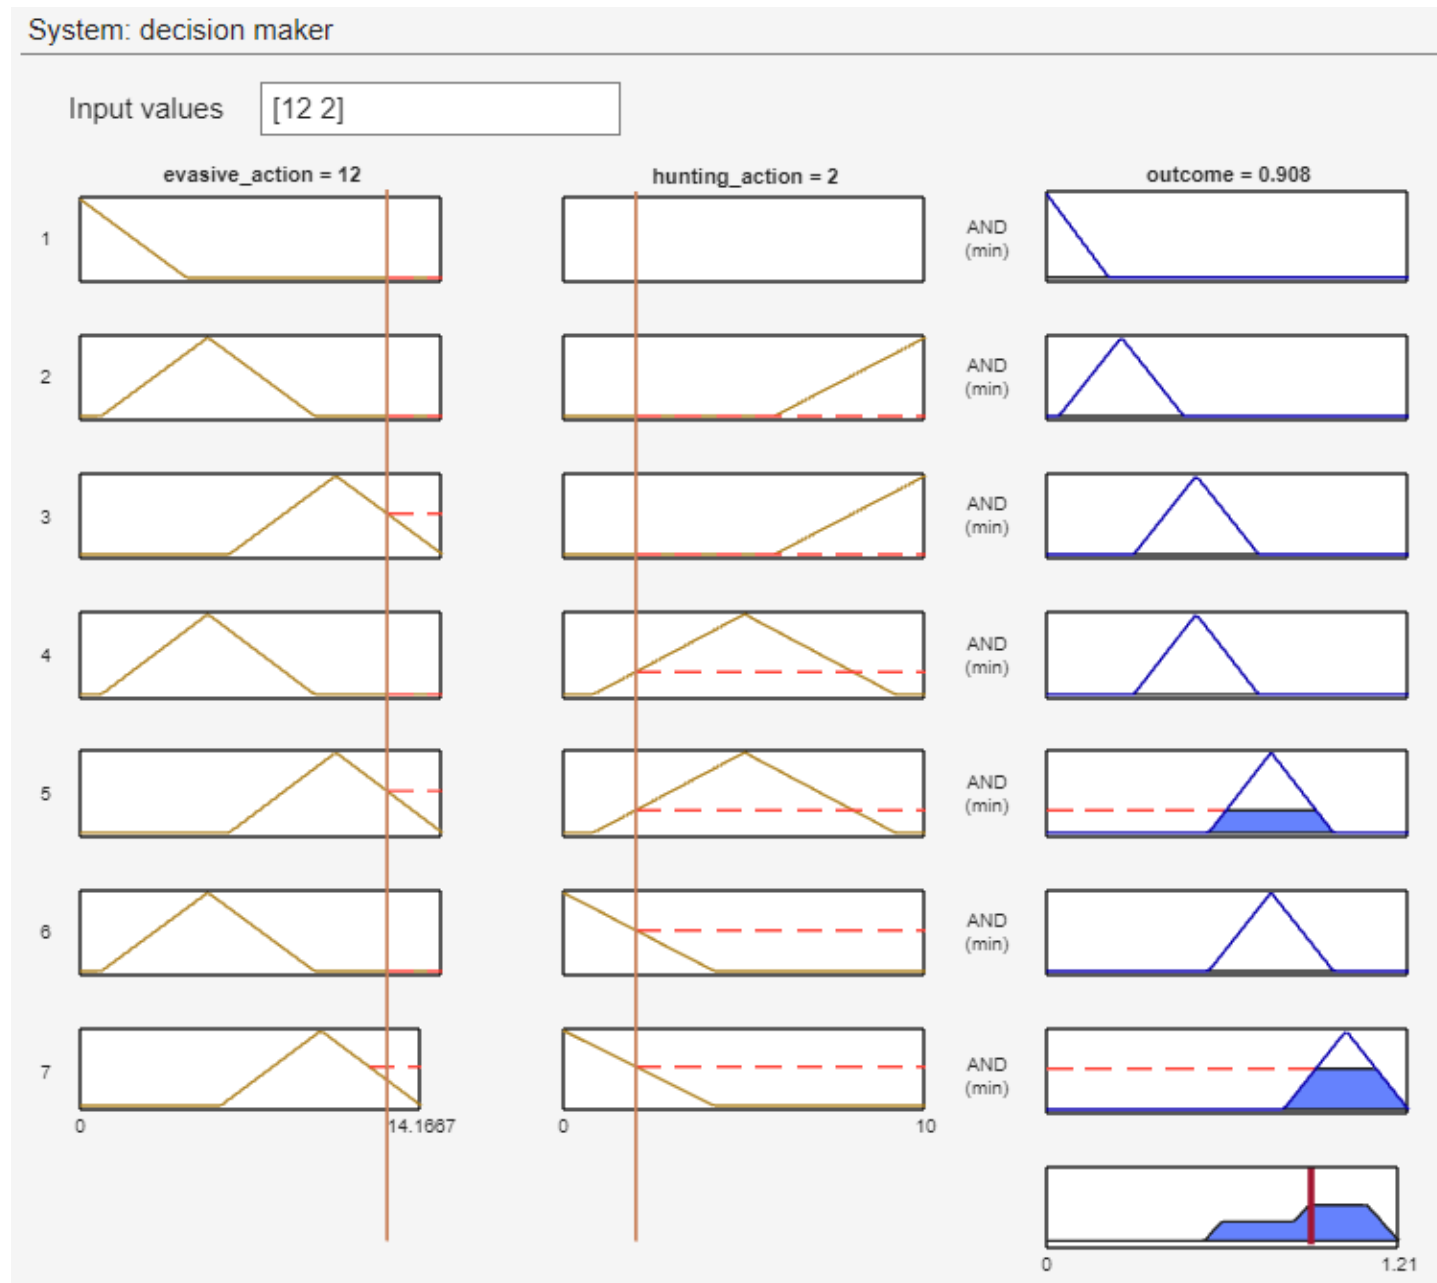 System: decision maker
Input values [12 2]
evasive_action = 12 hunting_action = 2 outcome = 0.908
1 AND
(min)
2 AND
(min)
3 AND
(min)
4 AND
(min)
5 AND
(min)
6 AND
(min)
7 AND
(min)
0 14.1667 0 10
0 1.21